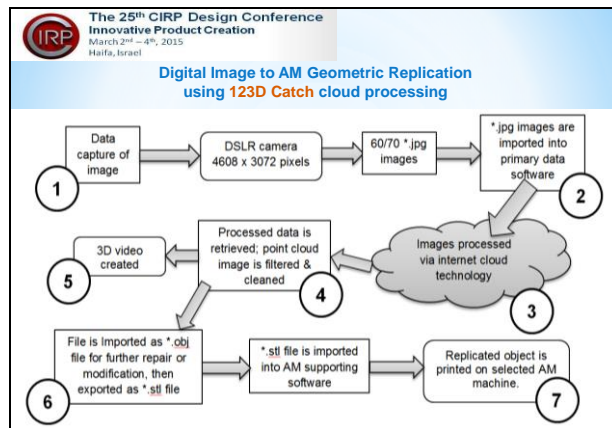 CIRP
The 25th CIRP Design Conference
Innovative Product Creation
March 2nd – 4th, 2015
Haifa, Israel
Digital Image to AM Geometric Replication
using 123D Catch cloud processing
Data
capture of
image
1
DSLR camera
4608 x 3072 pixels
60/70 *.jpg
images
*.jpg images are
imported into
primary data
software
2
Images processed
via internet cloud
technology
3
Processed data is
retrieved; point cloud
image is filtered &
cleaned
4
3D video
created
5
File is Imported as *.obj
file for further repair or
modification, then
exported as *.stl file
6
*.stl file is imported
into AM supporting
software
Replicated object is
printed on selected AM
machine.
7